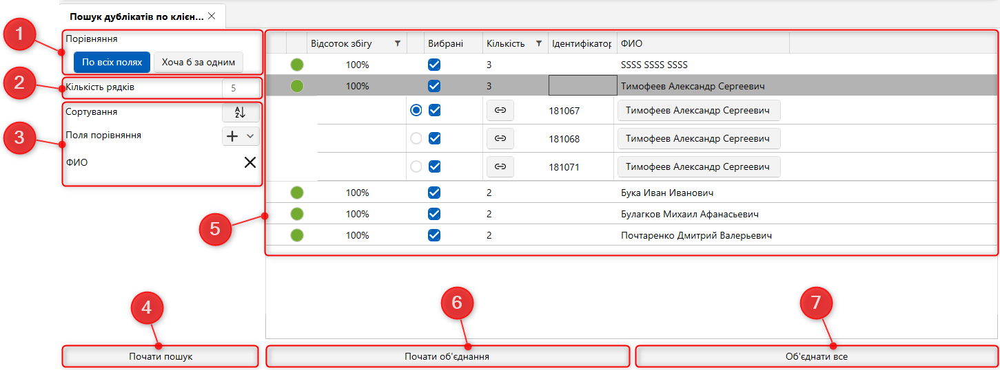 Пошук дублікатів по клієн...
1
Порівняння
По всіх полях Хоча б за одним
2
Кількість рядків 5
3
Сортування
Поля порівняння
ФИО
Відсоток збігу Вибрані Кількість Ідентифікатор ФИО
100% 3 SSSS SSSS SSSS
100% 3 Тимофеев Александр Сергеевич
181067 Тимофеев Александр Сергеевич
181068 Тимофеев Александр Сергеевич
181071 Тимофеев Александр Сергеевич
100% 2 Бука Иван Иванович
100% 2 Булагков Михаил Афанасьевич
100% 2 Почтаренко Дмитрий Валерьевич
5
4
6
7
Почати пошук
Почати об'єднання
Об'єднати все